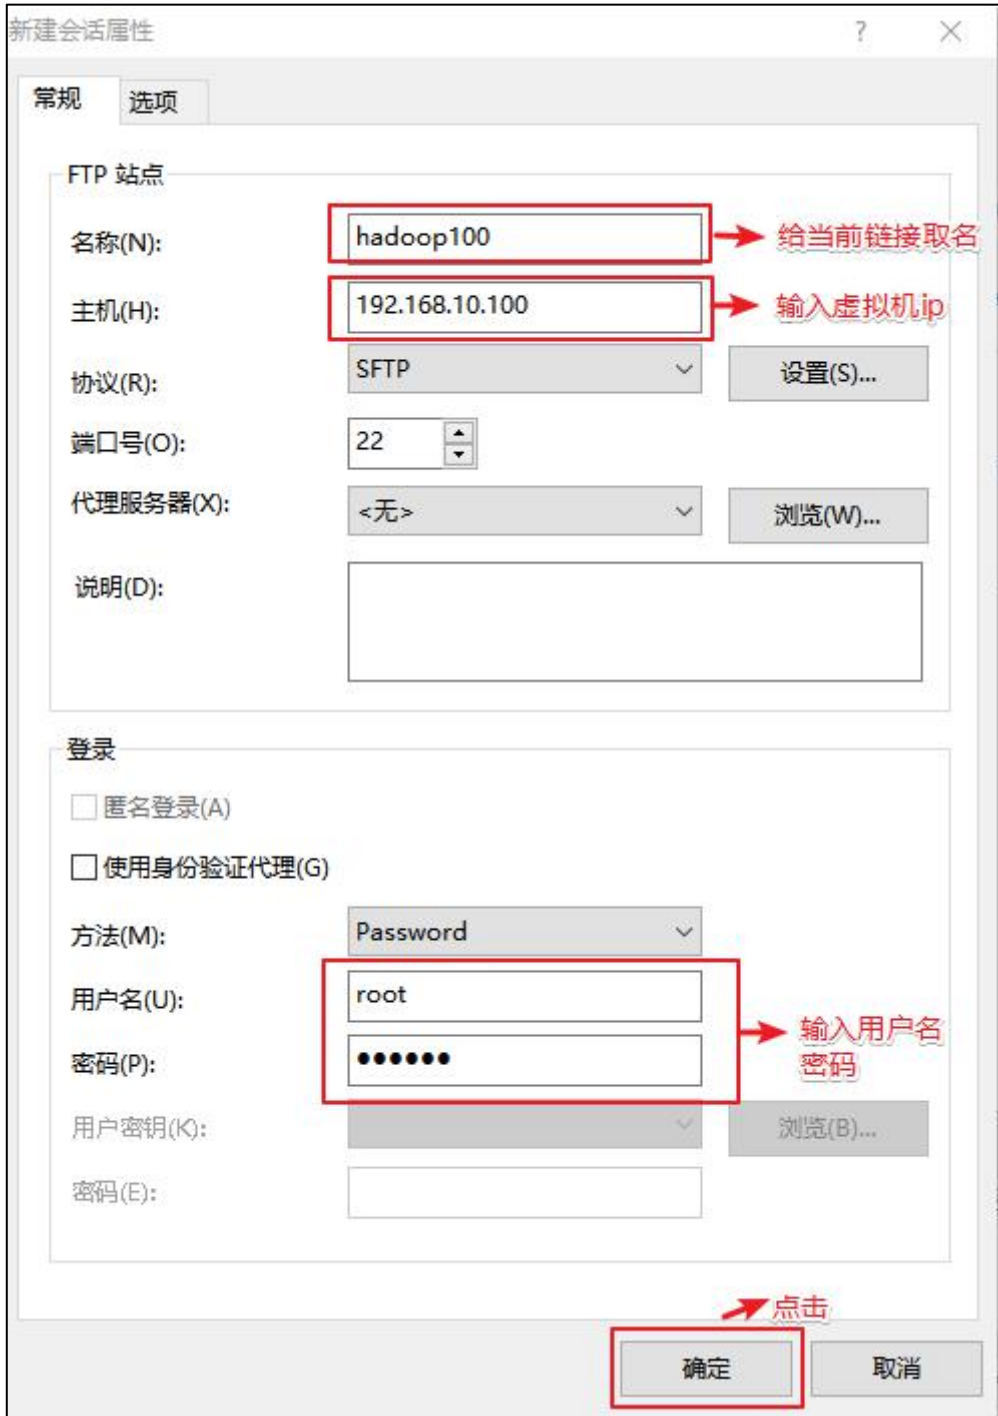 新建会话属性
常规 选项
FTP 站点
名称(N): hadoop100 给当前链接取名
主机(H): 192.168.10.100 输入虚拟机ip
协议(R): SFTP 设置(S)...
端口号(O): 22
代理服务器(X): <无> 浏览(W)...
说明(D):
登录
匿名登录(A)
使用身份验证代理(G)
方法(M): Password
用户名(U): root 输入用户名
密码(P): ●●●●●● 密码
用户密钥(K): 浏览(B)...
密码(E):
点击
确定 取消